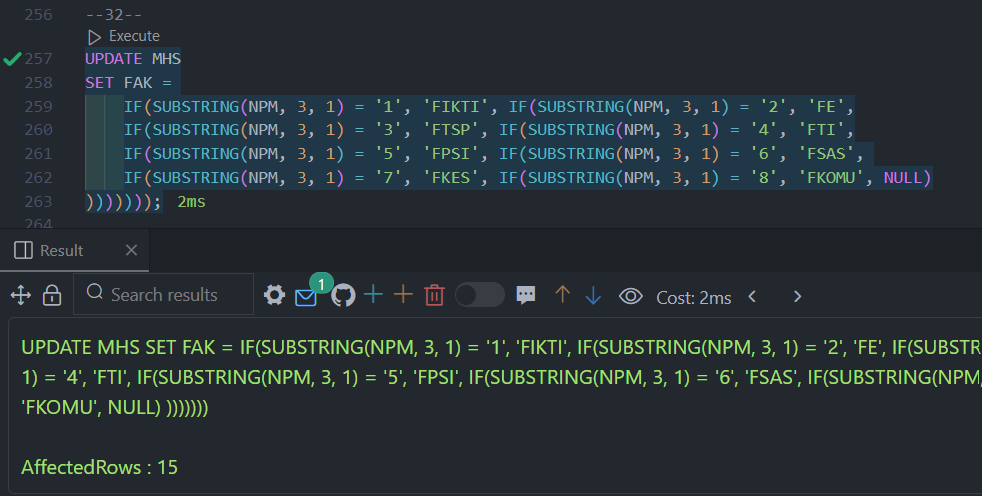 256 --32--
Execute
257 UPDATE MHS
258 SET FAK =
259 IF(SUBSTRING(NPM, 3, 1) = '1', 'FIKTI', IF(SUBSTRING(NPM, 3, 1) = '2', 'FE',
260 IF(SUBSTRING(NPM, 3, 1) = '3', 'FTSP', IF(SUBSTRING(NPM, 3, 1) = '4', 'FTI',
261 IF(SUBSTRING(NPM, 3, 1) = '5', 'FPSI', IF(SUBSTRING(NPM, 3, 1) = '6', 'FSAS',
262 IF(SUBSTRING(NPM, 3, 1) = '7', 'FKES', IF(SUBSTRING(NPM, 3, 1) = '8', 'FKOMU', NULL)
263 ))))))); 2ms
264
Result
Search results 1 Cost: 2ms
UPDATE MHS SET FAK = IF(SUBSTRING(NPM, 3, 1) = '1', 'FIKTI', IF(SUBSTRING(NPM, 3, 1) = '2', 'FE', IF(SUBSTR
1) = '4', 'FTI', IF(SUBSTRING(NPM, 3, 1) = '5', 'FPSI', IF(SUBSTRING(NPM, 3, 1) = '6', 'FSAS', IF(SUBSTRING(NPM,
'FKOMU', NULL) )))))))
AffectedRows : 15